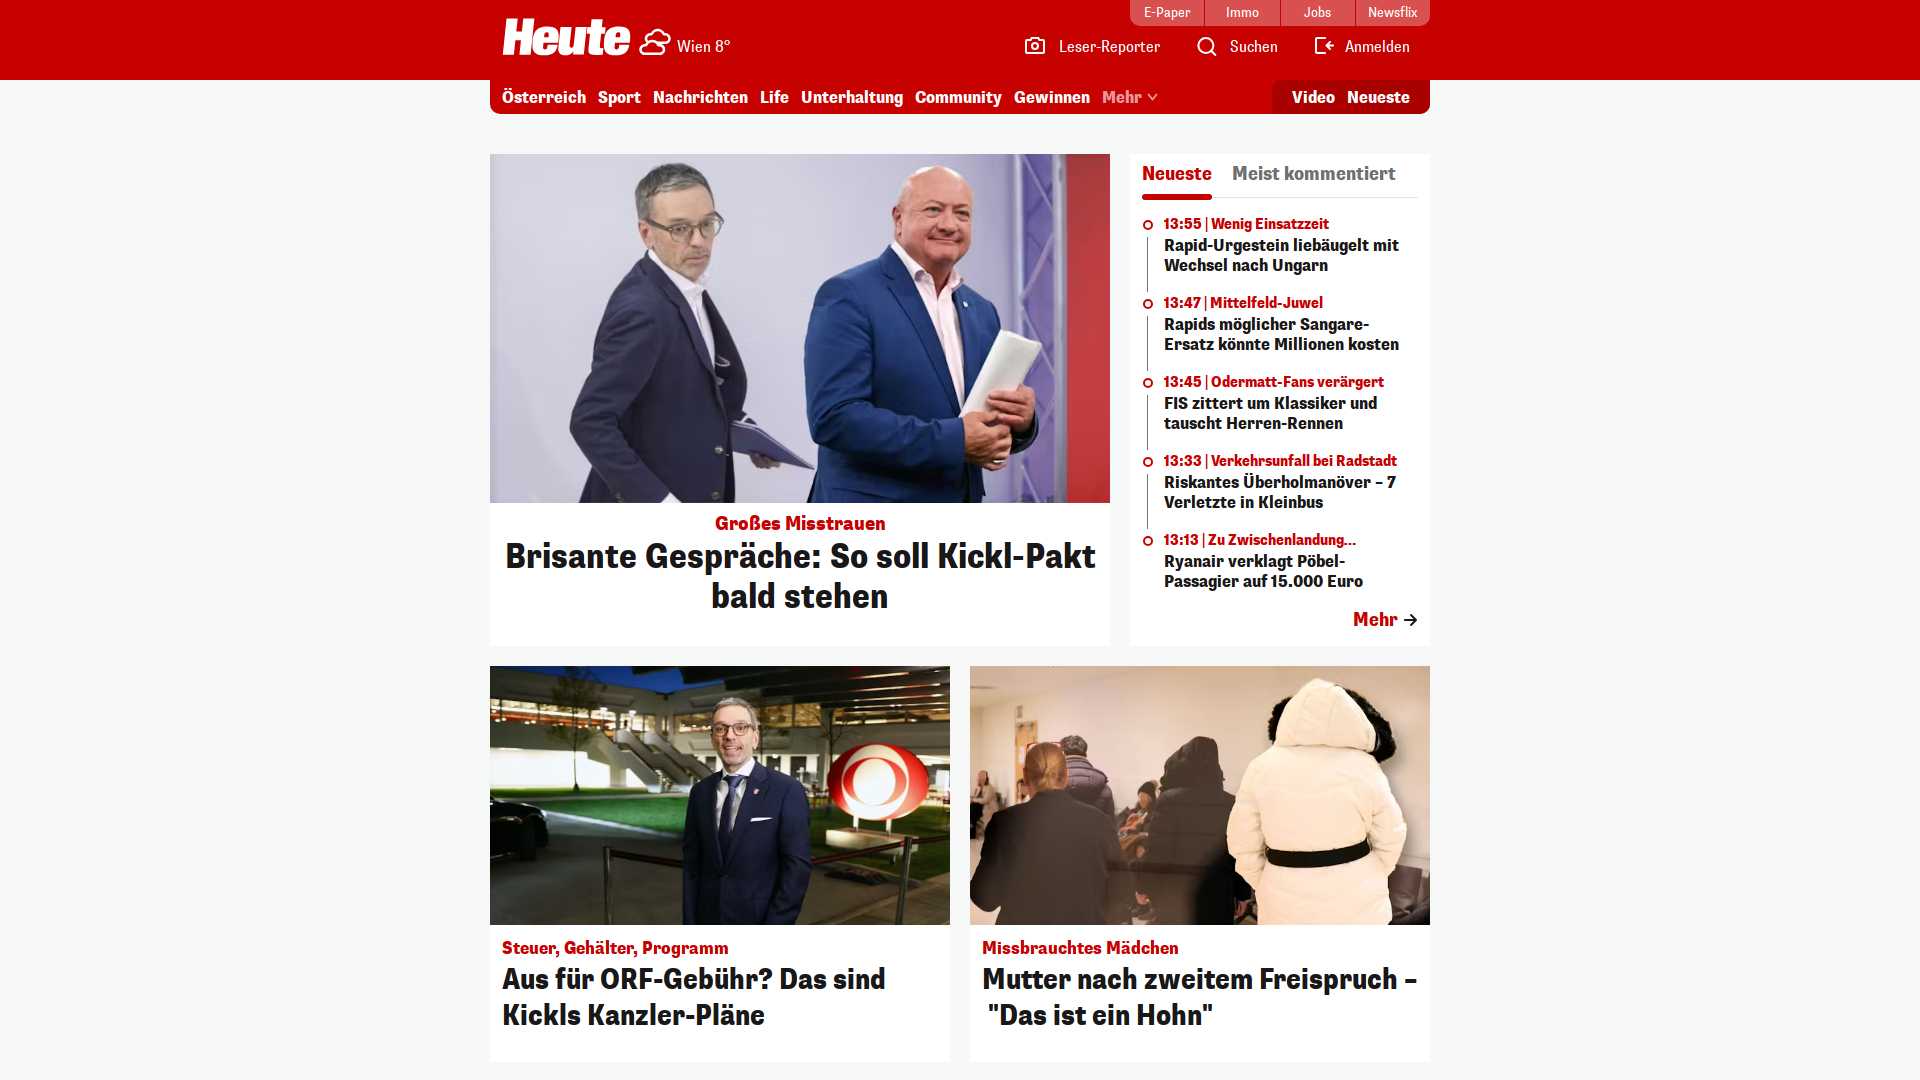 E-Paper
Immo
Jobs
Newsflix
Heute
Wien 8°
Leser-Reporter
Suchen
Anmelden
Österreich
Sport
Nachrichten
Life
Unterhaltung
Community
Gewinnen
Mehr
Video
Neueste
Großes Misstrauen
Brisante Gespräche: So soll Kickl-Pakt
bald stehen
Neueste
Meist kommentiert
13:55 | Wenig Einsatzzeit
Rapid-Urgestein liebäugelt mit
Wechsel nach Ungarn
13:47 | Mittelfeld-Juwel
Rapids möglicher Sangare-
Ersatz könnte Millionen kosten
13:45 | Odermatt-Fans verärgert
FIS zittert um Klassiker und
tauscht Herren-Rennen
13:33 | Verkehrsunfall bei Radstadt
Riskantes Überholmanöver – 7
Verletzte in Kleinbus
13:13 | Zu Zwischenlandung...
Ryanair verklagt Pöbel-
Passagier auf 15.000 Euro
Mehr
Steuer, Gehälter, Programm
Aus für ORF-Gebühr? Das sind
Kickls Kanzler-Pläne
Missbrauchtes Mädchen
Mutter nach zweitem Freispruch –
"Das ist ein Hohn"